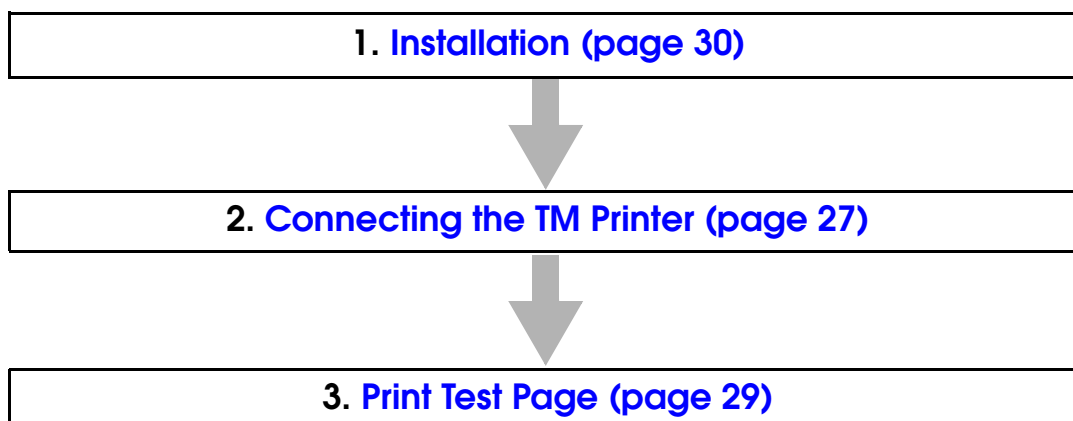 1. Installation (page 30)
2. Connecting the TM Printer (page 27)
3. Print Test Page (page 29)